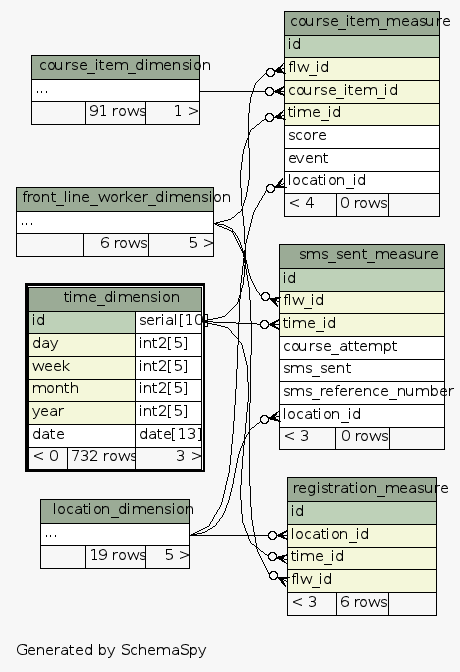 course_item_measure
id
flw_id
course_item_id
time_id
score
event
location_id
< 4 0 rows
course_item_dimension
...
91 rows 1 >
front_line_worker_dimension
...
6 rows 5 >
sms_sent_measure
id
flw_id
time_id
course_attempt
sms_sent
sms_reference_number
location_id
< 3 0 rows
time_dimension
id serial[10]
day int2[5]
week int2[5]
month int2[5]
year int2[5]
date date[13]
< 0 732 rows 3 >
registration_measure
id
location_id
time_id
flw_id
< 3 6 rows
location_dimension
...
19 rows 5 >
Generated by SchemaSpy